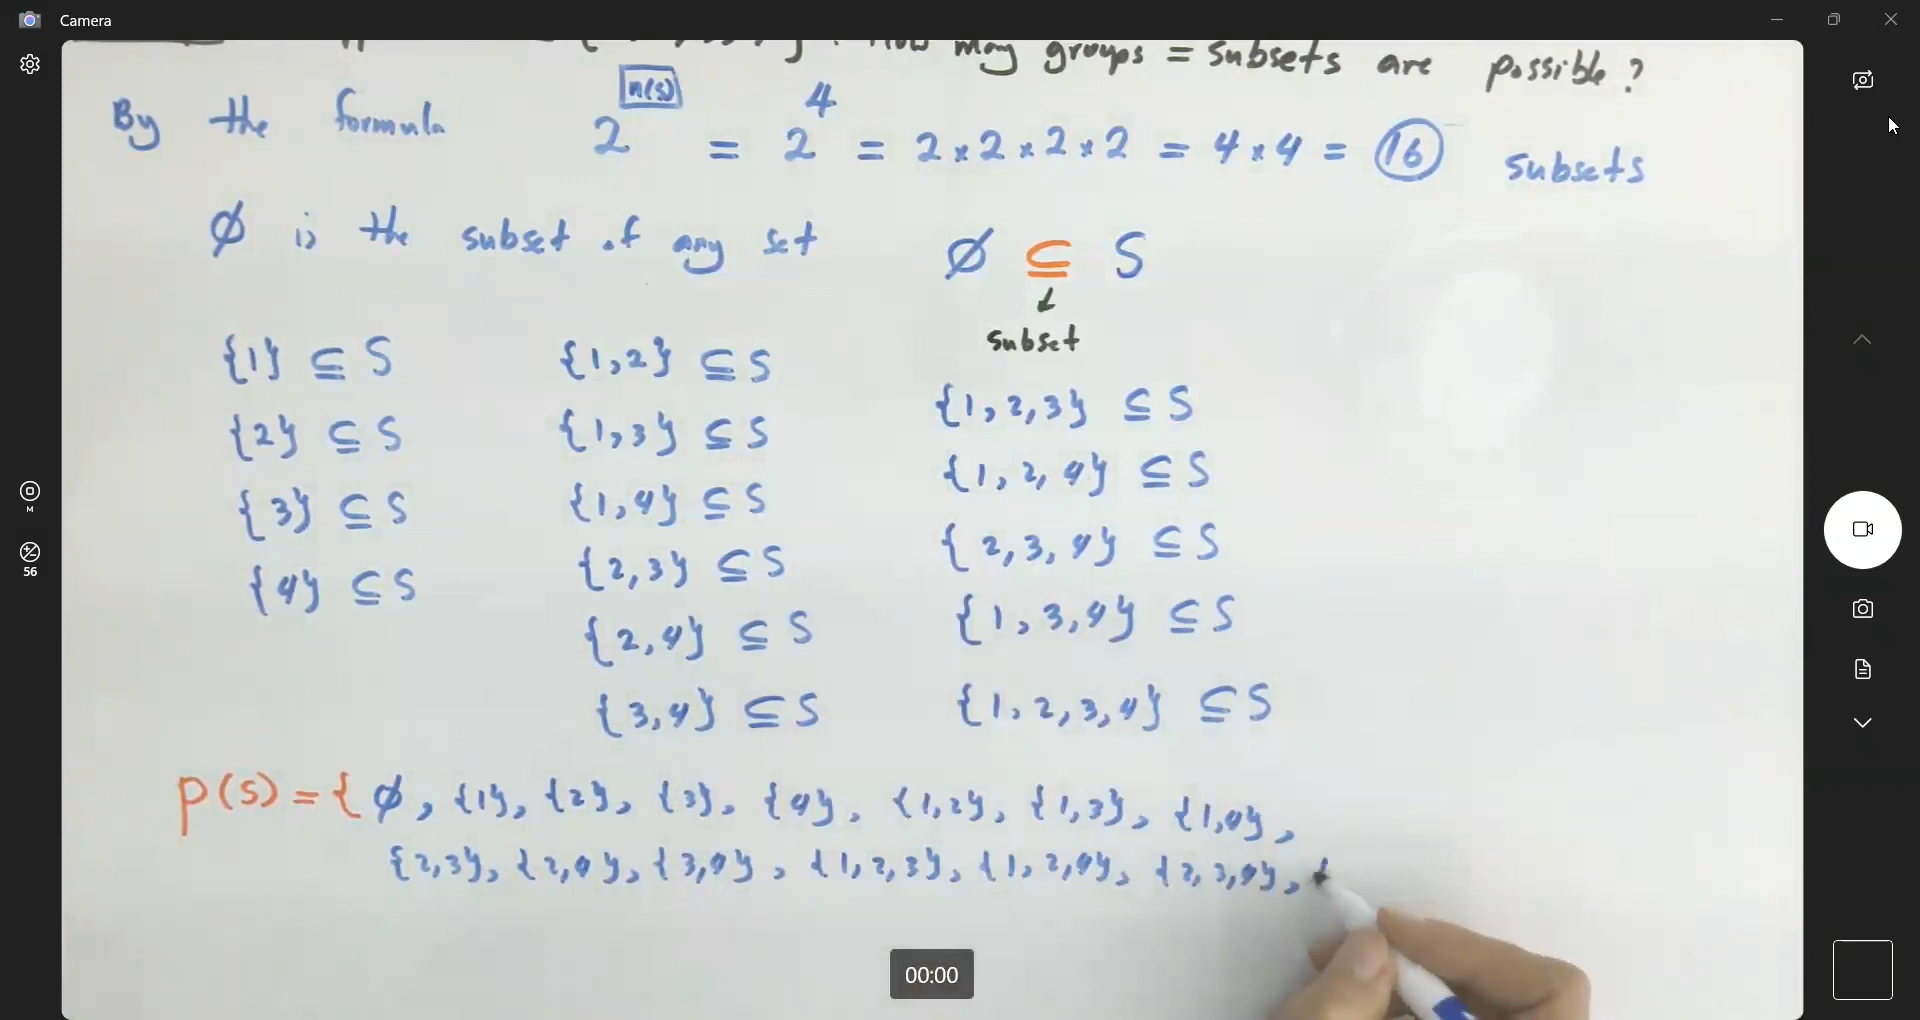 Camera
may groups = subsets are possible?
By the formula 2^n(s) = 2^4 = 2 x 2 x 2 x 2 = 4 x 4 = 16 subsets
∅ is the subset of any set ∅ ⊆ S
subset
{1} ⊆ S {1,2} ⊆ S
{1,2,3} ⊆ S
{2} ⊆ S {1,3} ⊆ S
{1,2,4} ⊆ S
{3} ⊆ S {1,4} ⊆ S
{2,3,4} ⊆ S
{4} ⊆ S {2,3} ⊆ S
{1,3,4} ⊆ S
{2,4} ⊆ S
{3,4} ⊆ S {1,2,3,4} ⊆ S
P(S) = { ∅, {1}, {2}, {3}, {4}, {1,2}, {1,3}, {1,4},
{2,3}, {2,4}, {3,4}, {1,2,3}, {1,2,4}, {2,3,4}, {
M
56
00:00